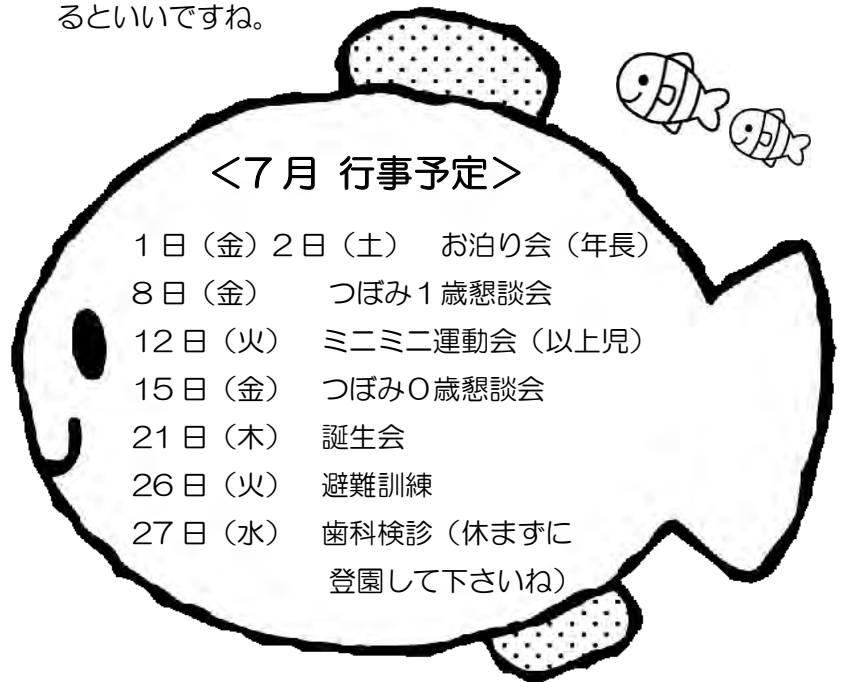 るといいですね。
<7月 行事予定>
1日(金)2日(土) お泊り会(年長)
8日(金) つぼみ1歳懇談会
12日(火) ミニミニ運動会(以上児)
15日(金) つぼみ0歳懇談会
21日(木) 誕生会
26日(火) 避難訓練
27日(水) 歯科検診(休まずに
登園して下さいね)